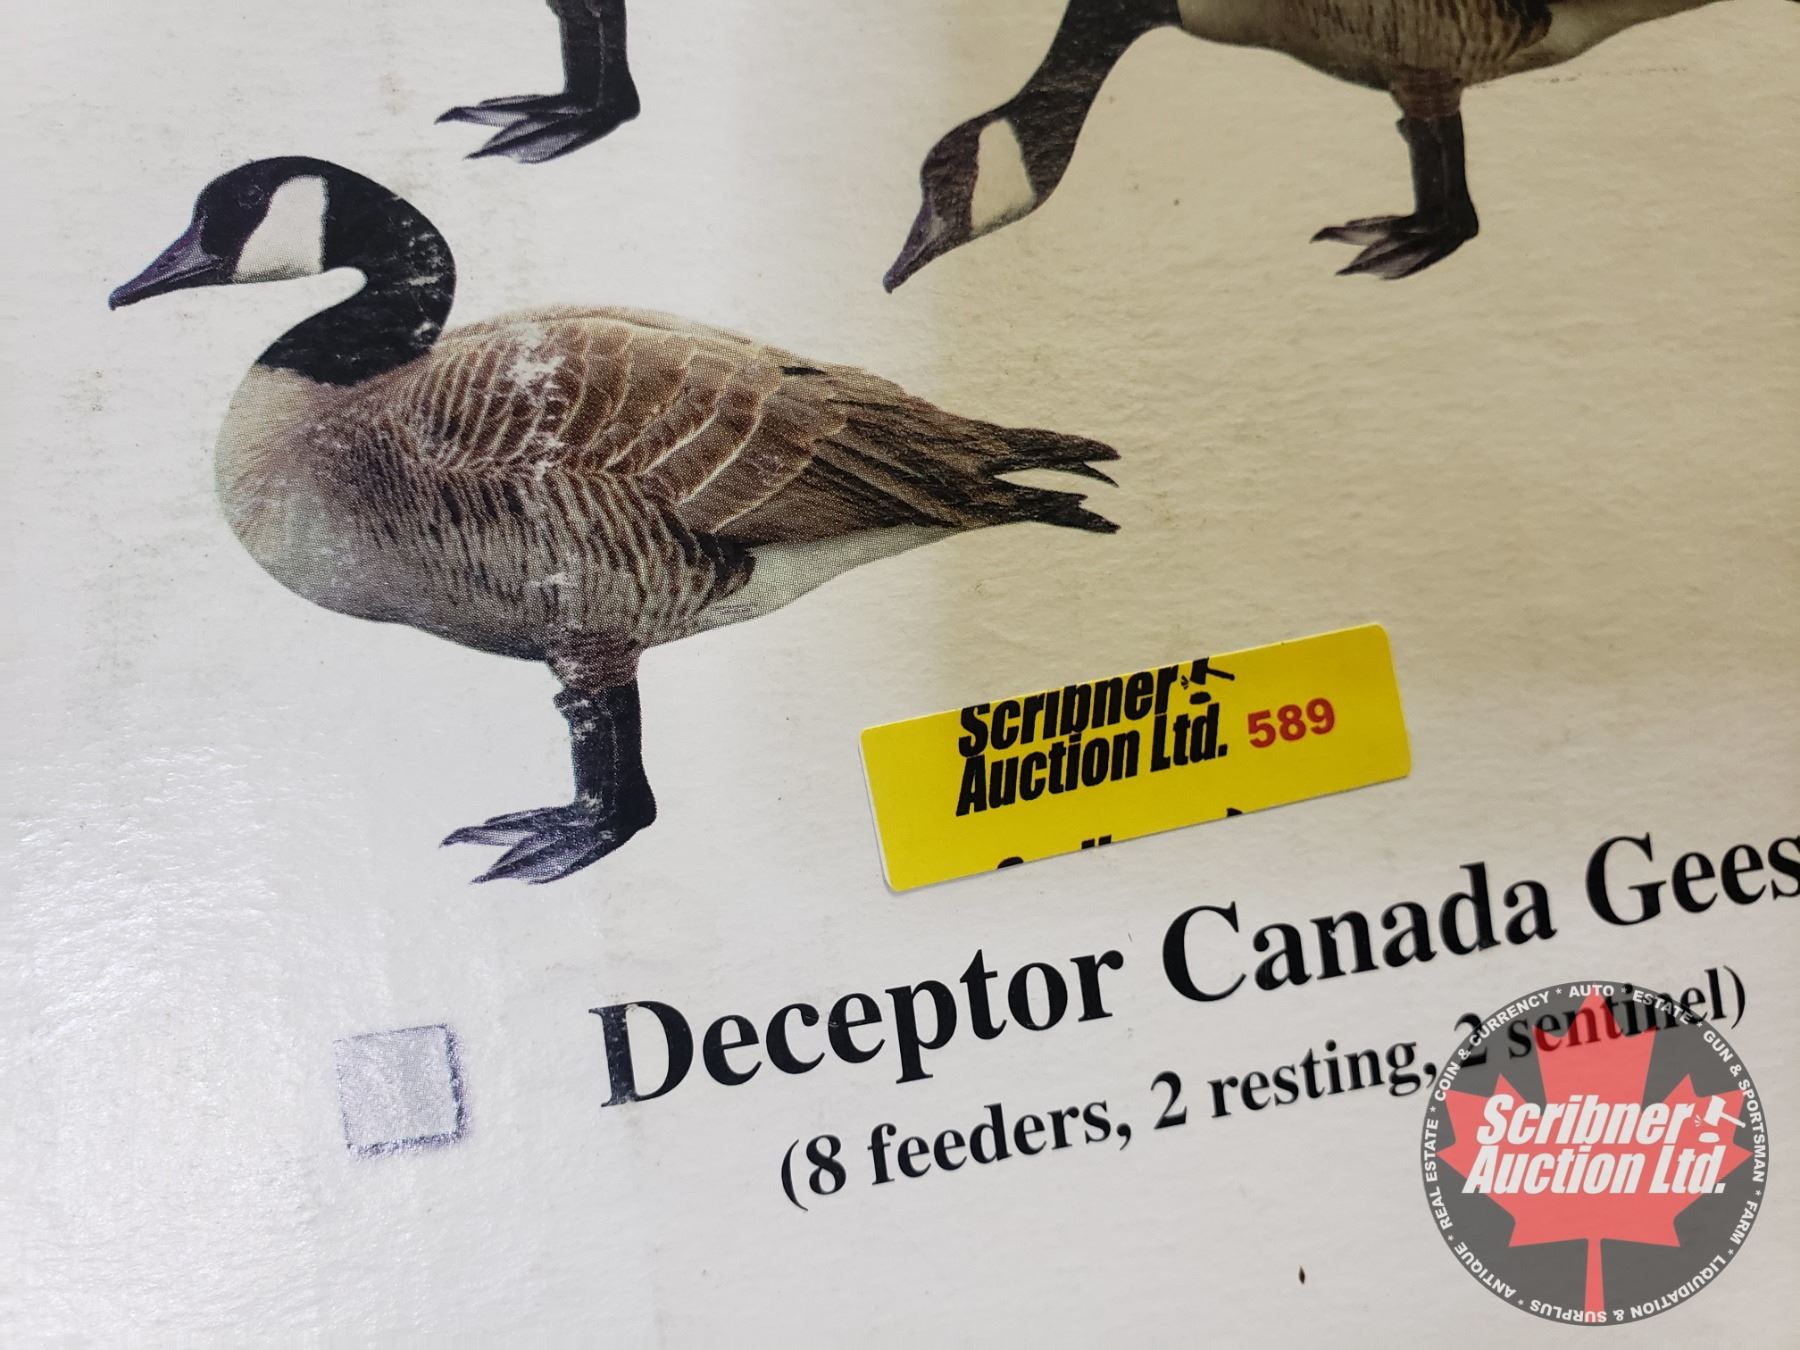 Scribner
Auction Ltd. 589
Deceptor Canada Gees
(8 feeders, 2 resting, 2 sentinel)
Scribner
Auction Ltd.
ANTIQUE * REAL ESTATE * COIN & CURRENCY * AUTO * ESTATE * GUN & SPORTSMAN * FARM * LIQUIDATION & SURPLUS *